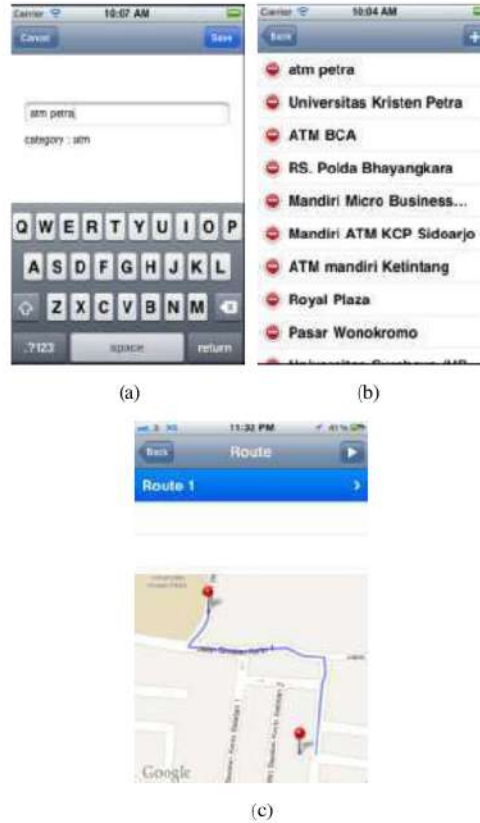 Carrier 10:07 AM
Cancel Save
atm petra
category : atm
Q W E R T Y U I O P
A S D F G H J K L
Z X C V B N M
.?123 space return
(a)
Carrier 10:04 AM
Back +
atm petra
Universitas Kristen Petra
ATM BCA
RS. Polda Bhayangkara
Mandiri Micro Business...
Mandiri ATM KCP Sidoarjo
ATM mandiri Ketintang
Royal Plaza
Pasar Wonokromo
(b)
11:32 PM 41%
Back Route
Route 1
Google
(c)